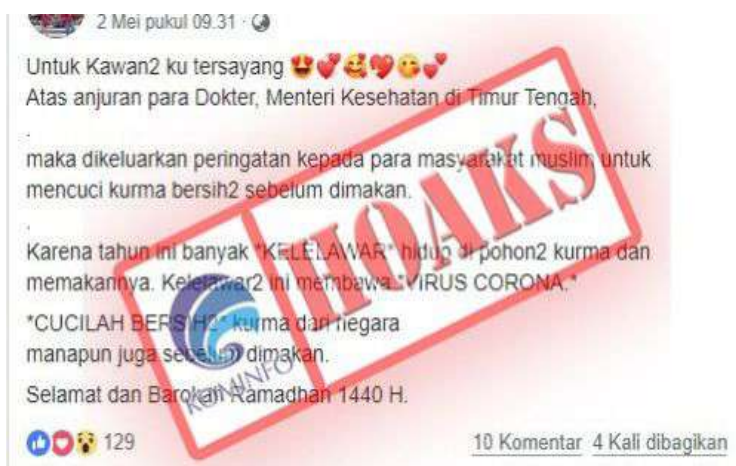 2 Mei pukul 09.31 ·
Untuk Kawan2 ku tersayang 😍💕🥰💖😋💕
Atas anjuran para Dokter, Menteri Kesehatan di Timur Tengah,
.
maka dikeluarkan peringatan kepada para masyarakat muslim untuk
mencuci kurma bersih2 sebelum dimakan.
.
Karena tahun ini banyak *KELELAWAR* hidup di pohon2 kurma dan
memakannya. Kelelawar2 ini membawa *VIRUS CORONA.*
*CUCILAH BERSIH2* kurma dari negara
manapun juga sebelum dimakan.
Selamat dan Barokah Ramadhan 1440 H.
129
10 Komentar 4 Kali dibagikan
KOMINFO
HOAKS